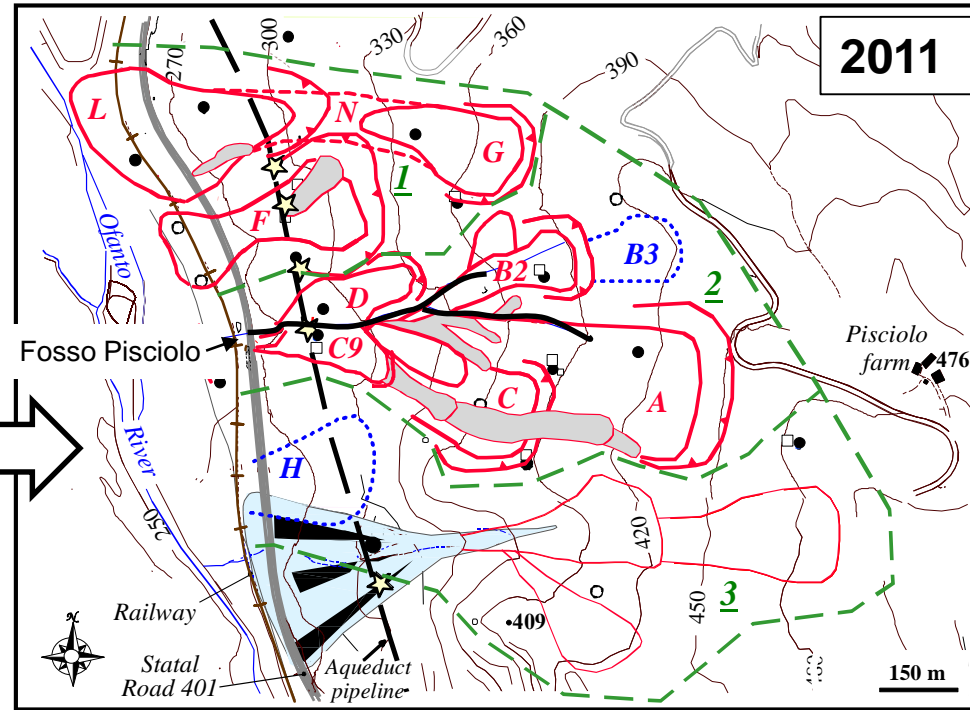 2011
270
300
330
360
390
L
N
G
1
F
Ofanto
B2
B3
D
2
Fosso Pisciolo
C9
Pisciolo
farm
476
C
A
River
H
250
420
450
3
Railway
409
Statal
Road 401
Aqueduct
pipeline
150 m